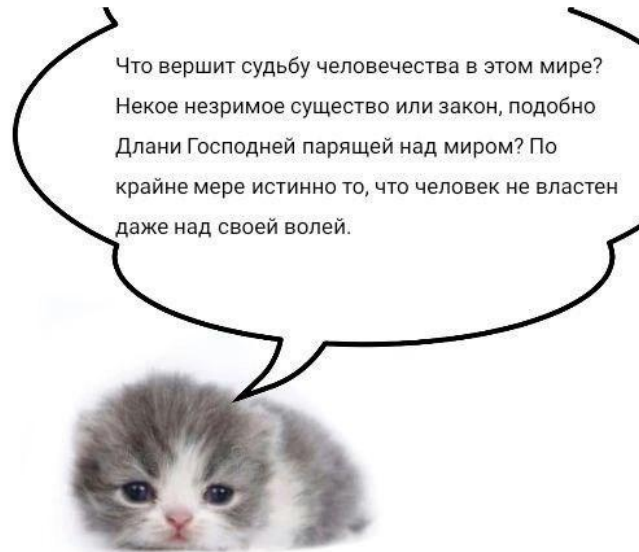 Что вершит судьбу человечества в этом мире?
Некое незримое существо или закон, подобно
Длани Господней парящей над миром? По
крайне мере истинно то, что человек не властен
даже над своей волей.